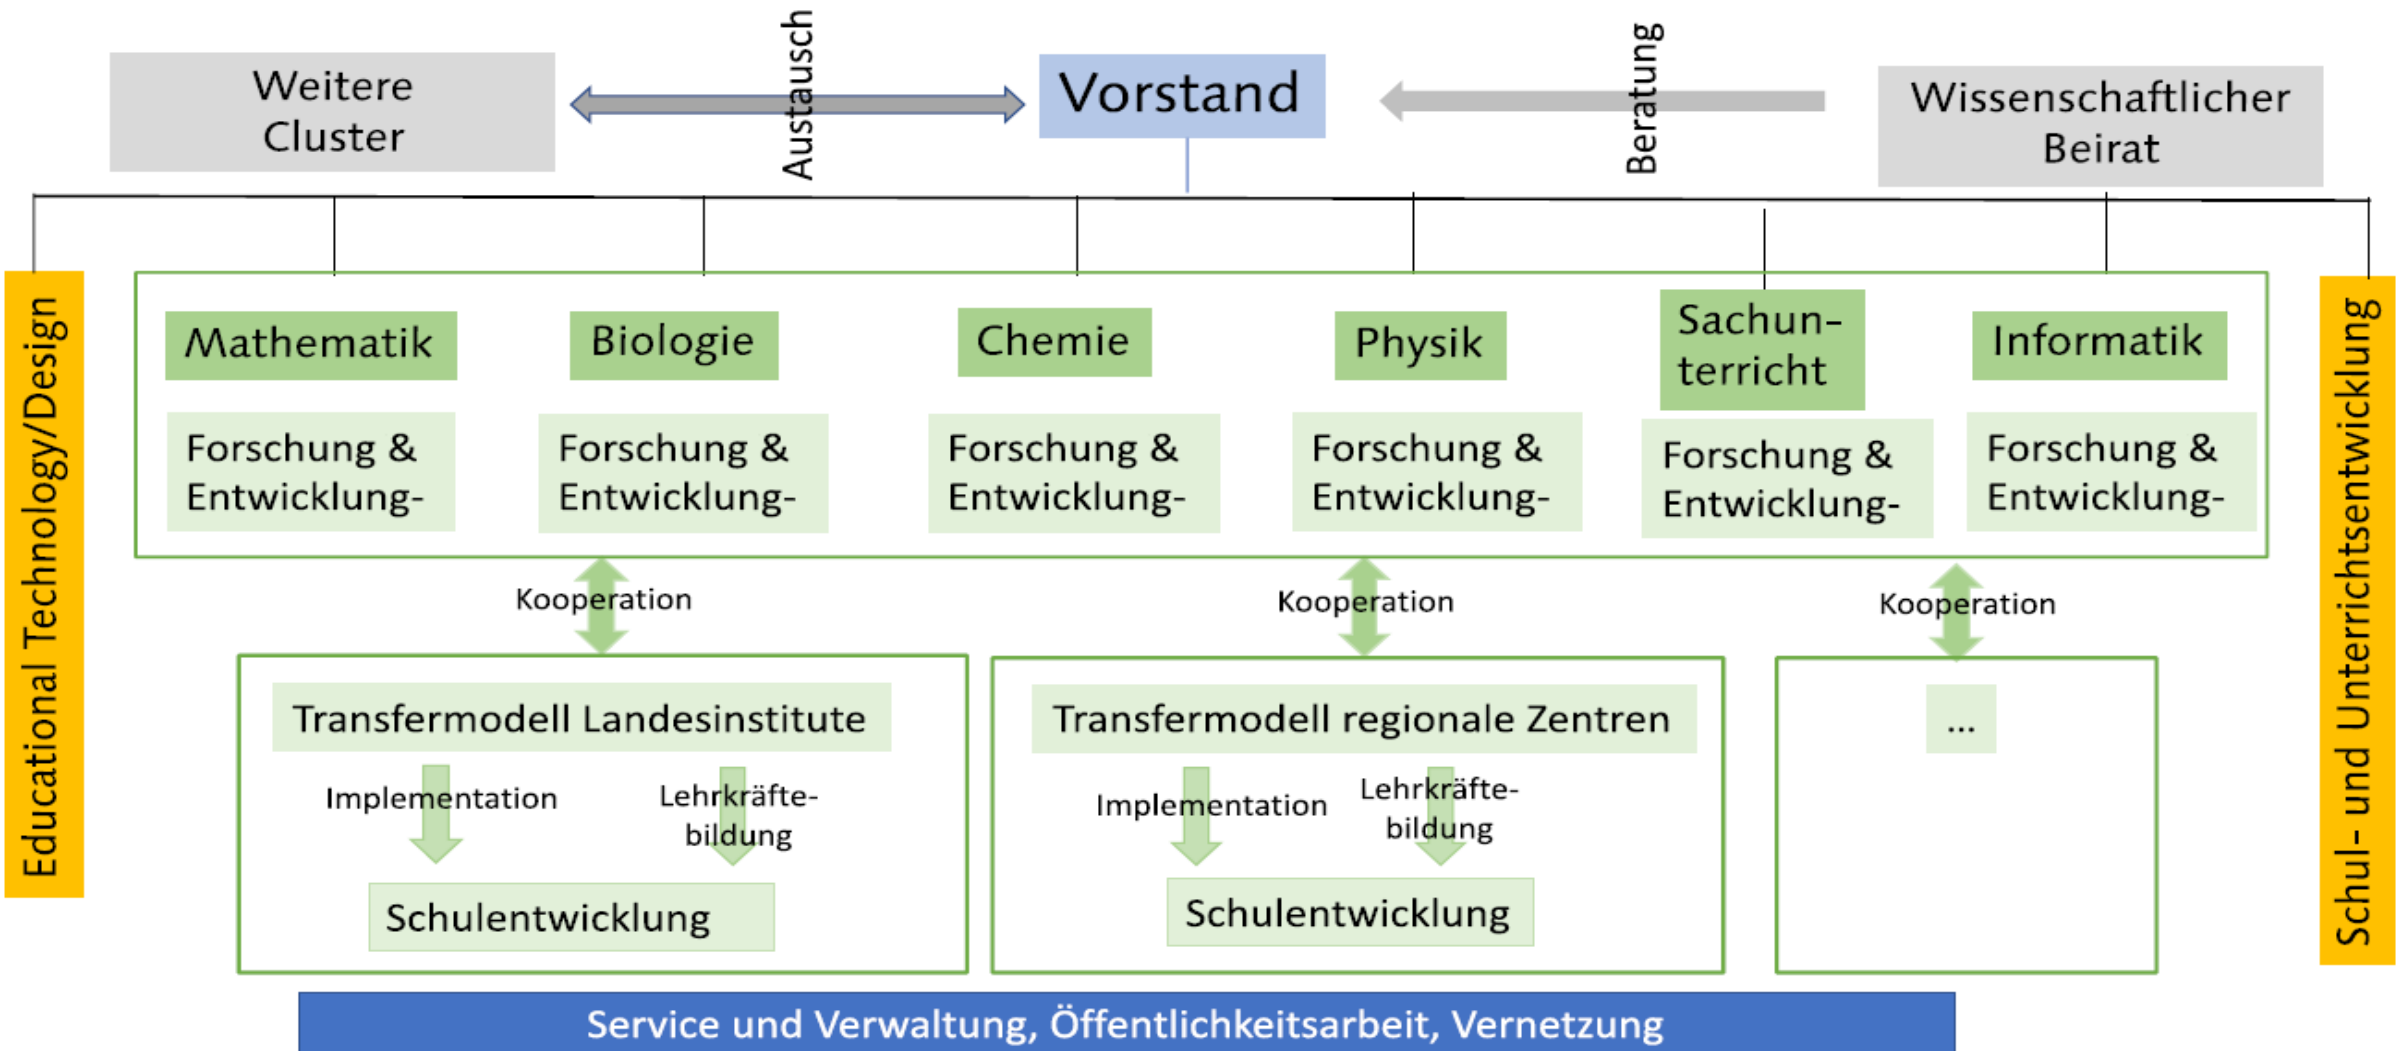 Weitere
Cluster
Austausch
Vorstand
Beratung
Wissenschaftlicher
Beirat
Educational Technology/Design
Mathematik
Biologie
Chemie
Physik
Sachun-
terricht
Informatik
Forschung &
Entwicklung-
Forschung &
Entwicklung-
Forschung &
Entwicklung-
Forschung &
Entwicklung-
Forschung &
Entwicklung-
Forschung &
Entwicklung-
Schul- und Unterrichtsentwicklung
Kooperation
Kooperation
Kooperation
Transfermodell Landesinstitute
Implementation
Lehrkräfte-
bildung
Schulentwicklung
Transfermodell regionale Zentren
Implementation
Lehrkräfte-
bildung
Schulentwicklung
...
Service und Verwaltung, Öffentlichkeitsarbeit, Vernetzung